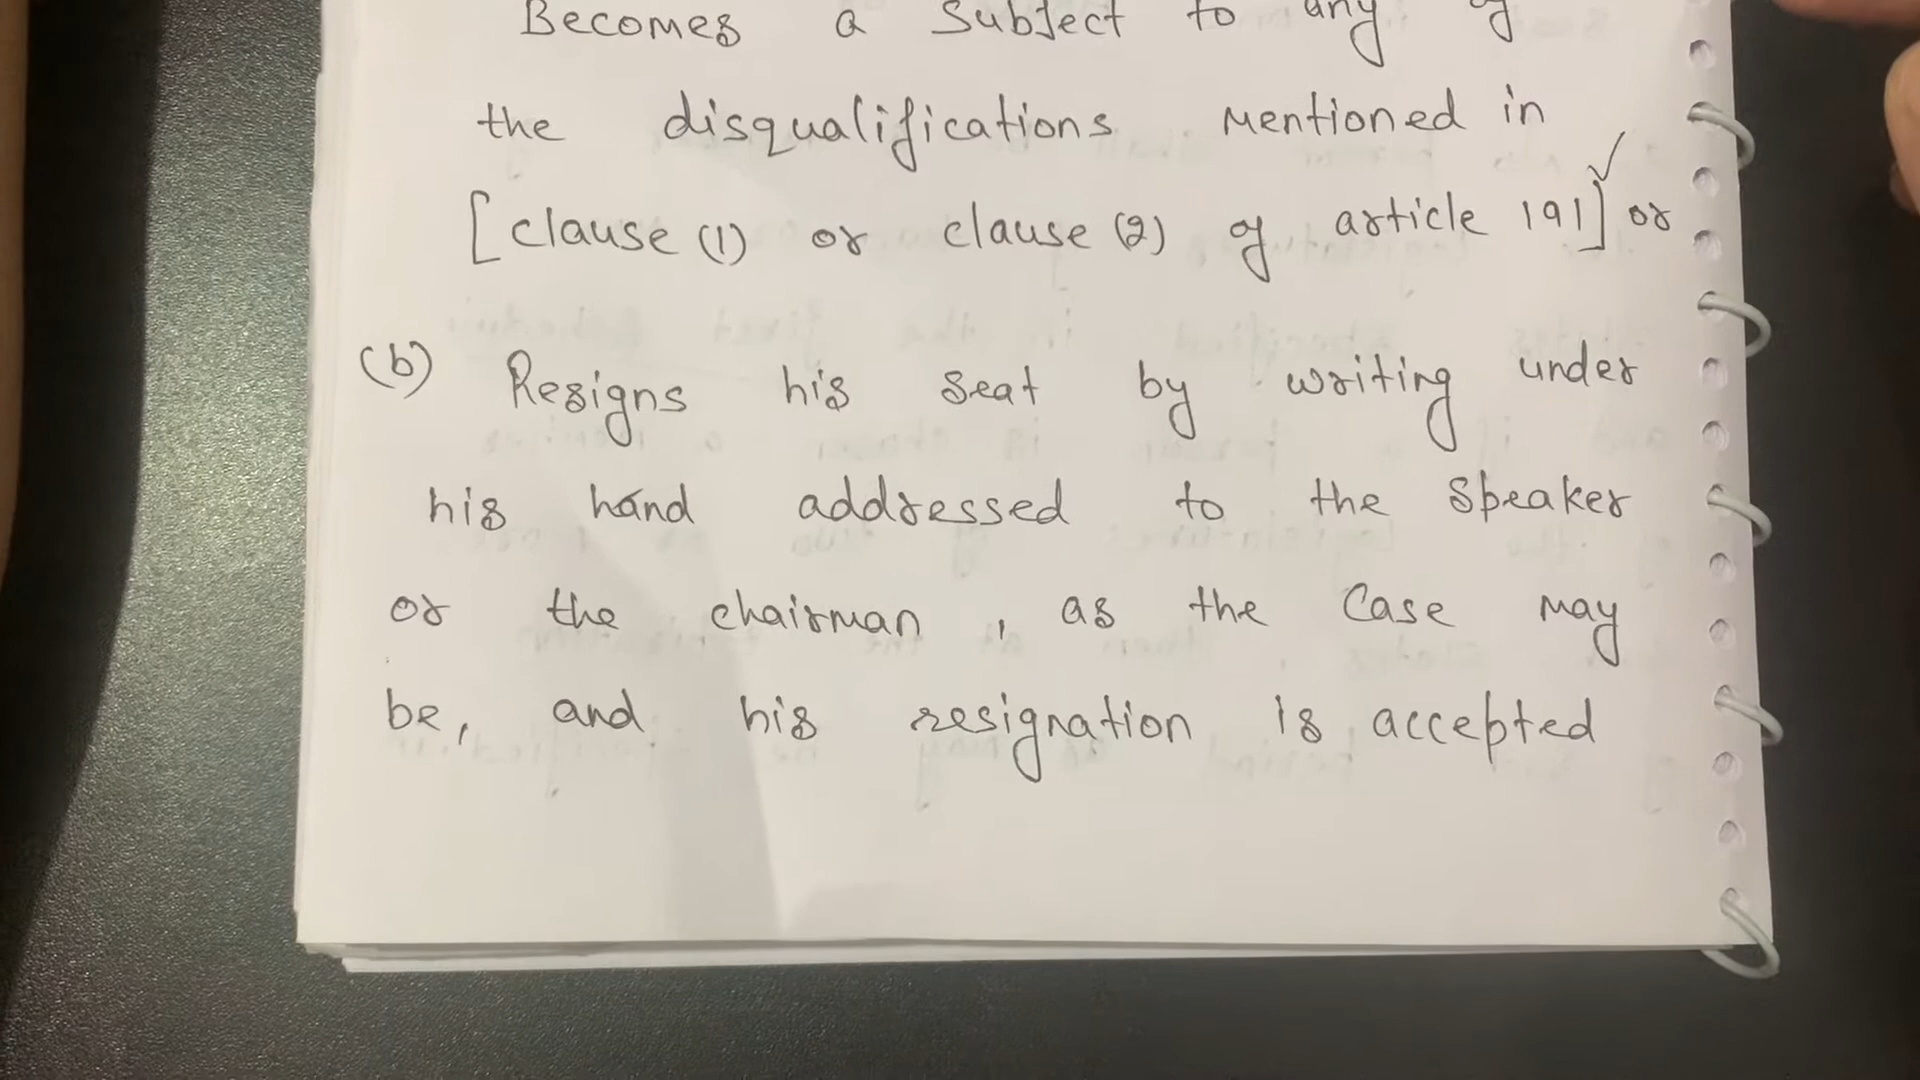 Becomes a Subject to any of
the disqualifications mentioned in
[clause (1) or clause (2) of article 191] or
(b) Resigns his seat by writing under
his hand addressed to the speaker
or the chairman, as the case may
be, and his resignation is accepted